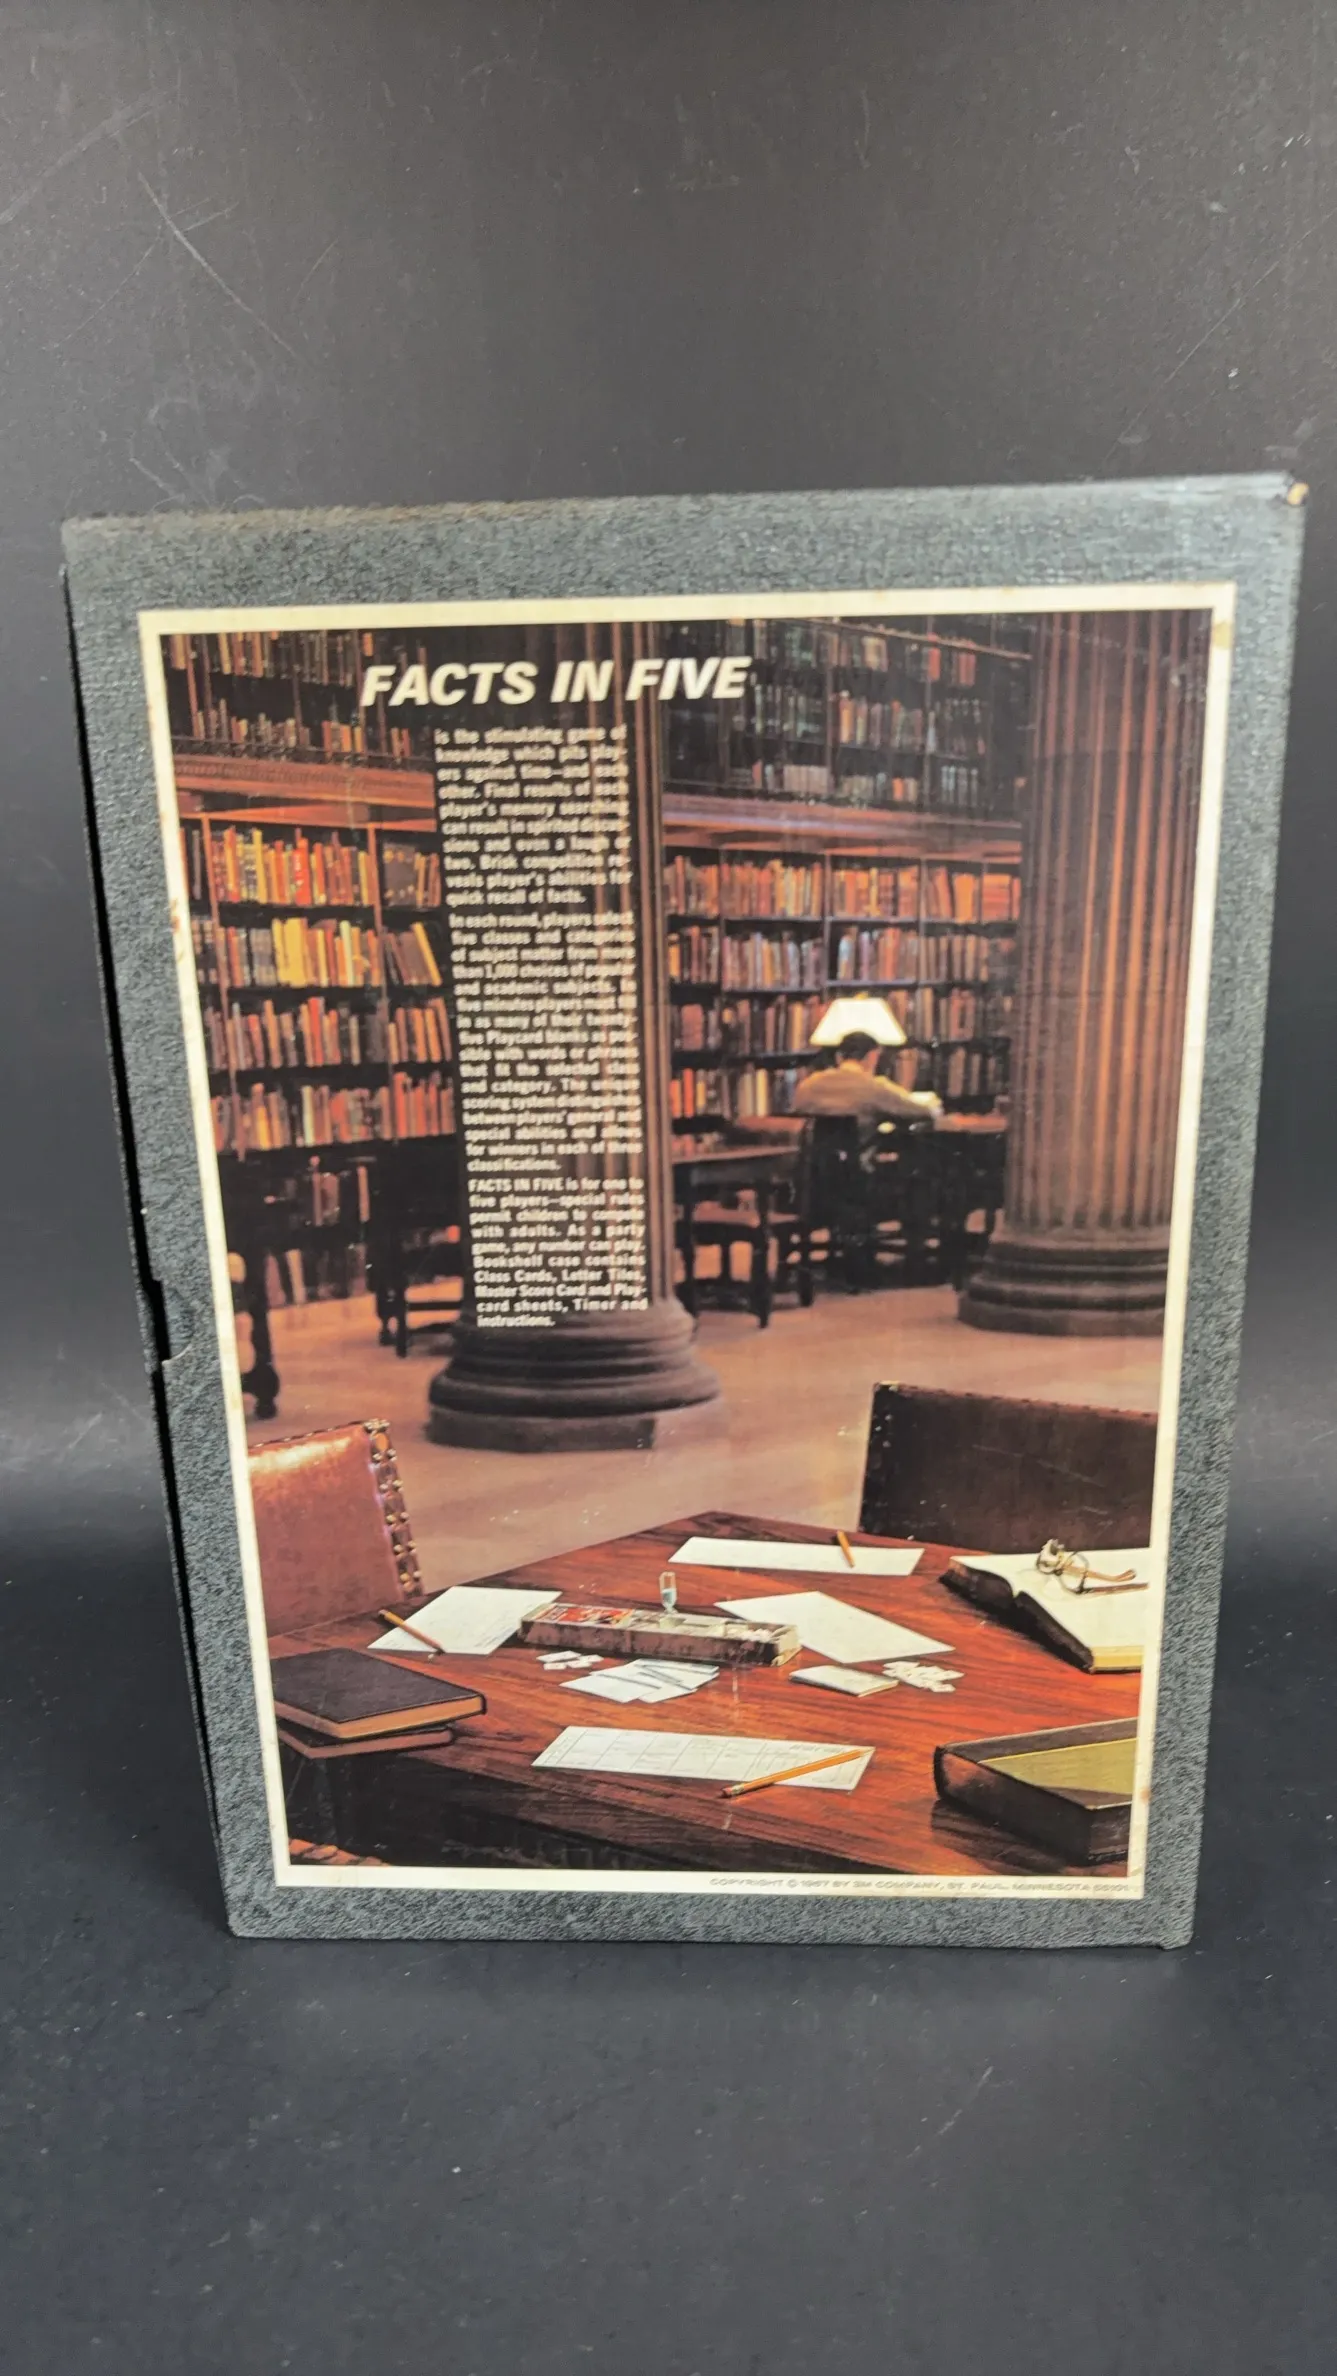 FACTS IN FIVE
is the stimulating game of
knowledge which pits play-
ers against time—and each
other. Final results of each
player's memory searching
can result in spirited discus-
sions and even a laugh or
two. Brisk competition re-
veals player's abilities for
quick recall of facts.
In each round, players select
five classes and categories
of subject matter from more
than 1,000 choices of popular
and academic subjects. In
five minutes players must fill
in as many of their twenty-
five Playcard blanks as pos-
sible with words or phrases
that fit the selected class
and category. The unique
scoring system distinguishes
between players' general and
special abilities and allows
for winners in each of three
classifications.
FACTS IN FIVE is for one to
five players—special rules
permit children to compete
with adults. As a party
game, any number can play.
Bookshelf case contains
Class Cards, Letter Tiles,
Master Score Card and Play-
card sheets, Timer and
instructions.
COPYRIGHT © 1967 BY 3M COMPANY, ST. PAUL, MINNESOTA 55101